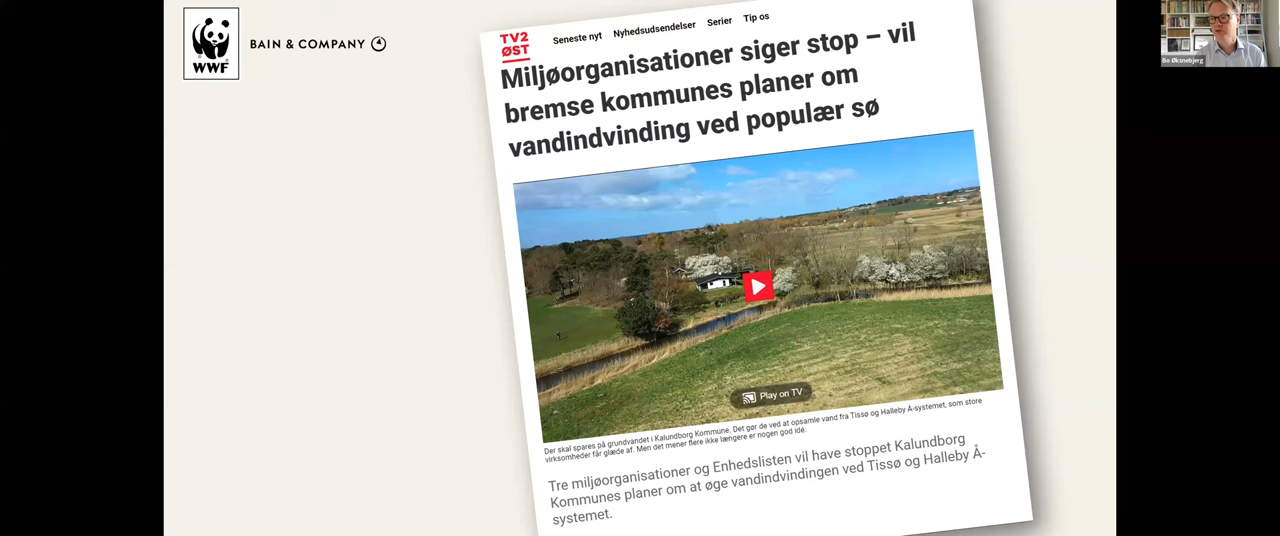 WWF
BAIN & COMPANY
TV2
ØST
Seneste nyt Nyhedsudsendelser Serier Tip os
Miljøorganisationer siger stop – vil
bremse kommunes planer om
vandindvinding ved populær sø
Play on TV
Der skal spares på grundvandet i Kalundborg Kommune. Det gør de ved at opsamle vand fra Tissø og Halleby Å-systemet, som store
virksomheder får glæde af. Men det mener flere ikke længere er nogen god idé.
Tre miljøorganisationer og Enhedslisten vil have stoppet Kalundborg
Kommunes planer om at øge vandindvindingen ved Tissø og Halleby Å-
systemet.
Bo Øksnebjerg